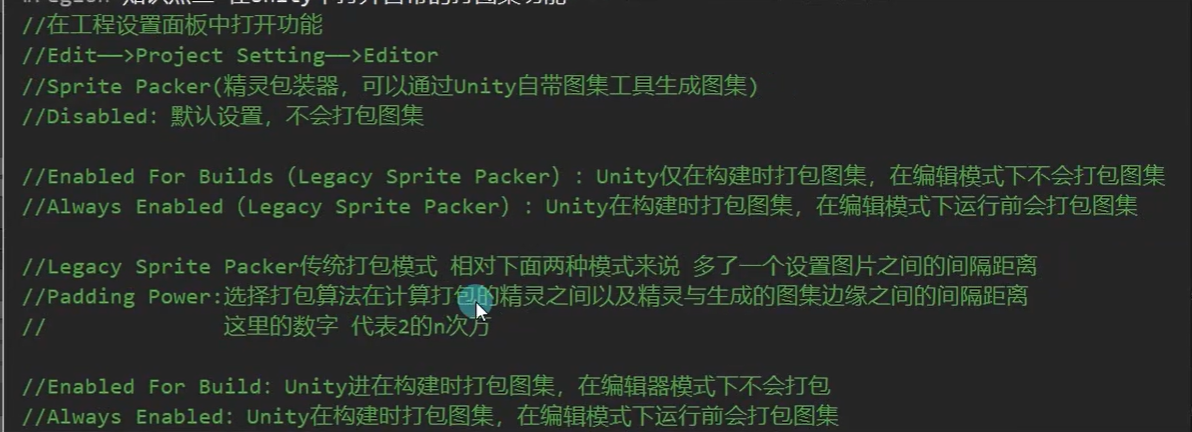 //在工程设置面板中打开功能
//Edit——>Project Setting——>Editor
//Sprite Packer(精灵包装器，可以通过Unity自带图集工具生成图集)
//Disabled：默认设置，不会打包图集
//Enabled For Builds（Legacy Sprite Packer）：Unity仅在构建时打包图集，在编辑模式下不会打包图集
//Always Enabled（Legacy Sprite Packer）：Unity在构建时打包图集，在编辑模式下运行前会打包图集
//Legacy Sprite Packer传统打包模式 相对下面两种模式来说 多了一个设置图片之间的间隔距离
//Padding Power:选择打包算法在计算打包的精灵之间以及精灵与生成的图集边缘之间的间隔距离
// 这里的数字 代表2的n次方
//Enabled For Build：Unity进在构建时打包图集，在编辑器模式下不会打包
//Always Enabled：Unity在构建时打包图集，在编辑模式下运行前会打包图集